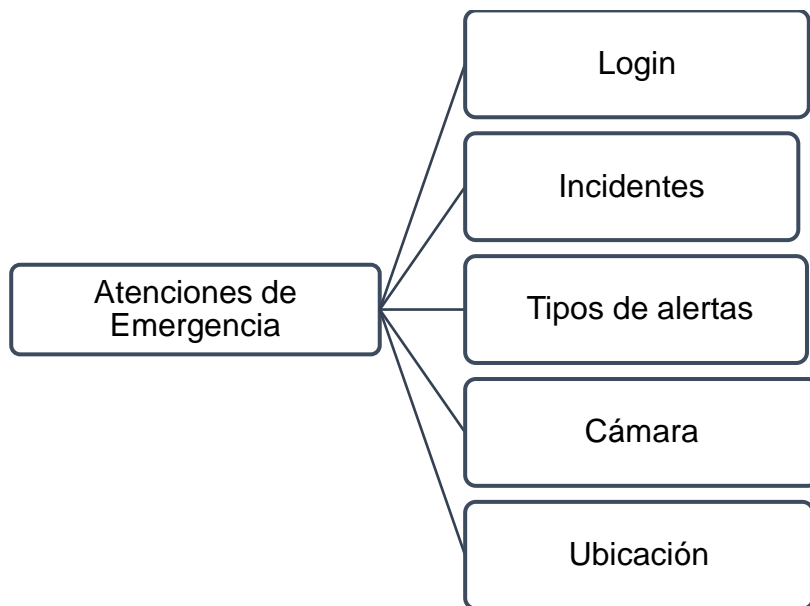 Login
Incidentes
Atenciones de
Emergencia
Tipos de alertas
Cámara
Ubicación